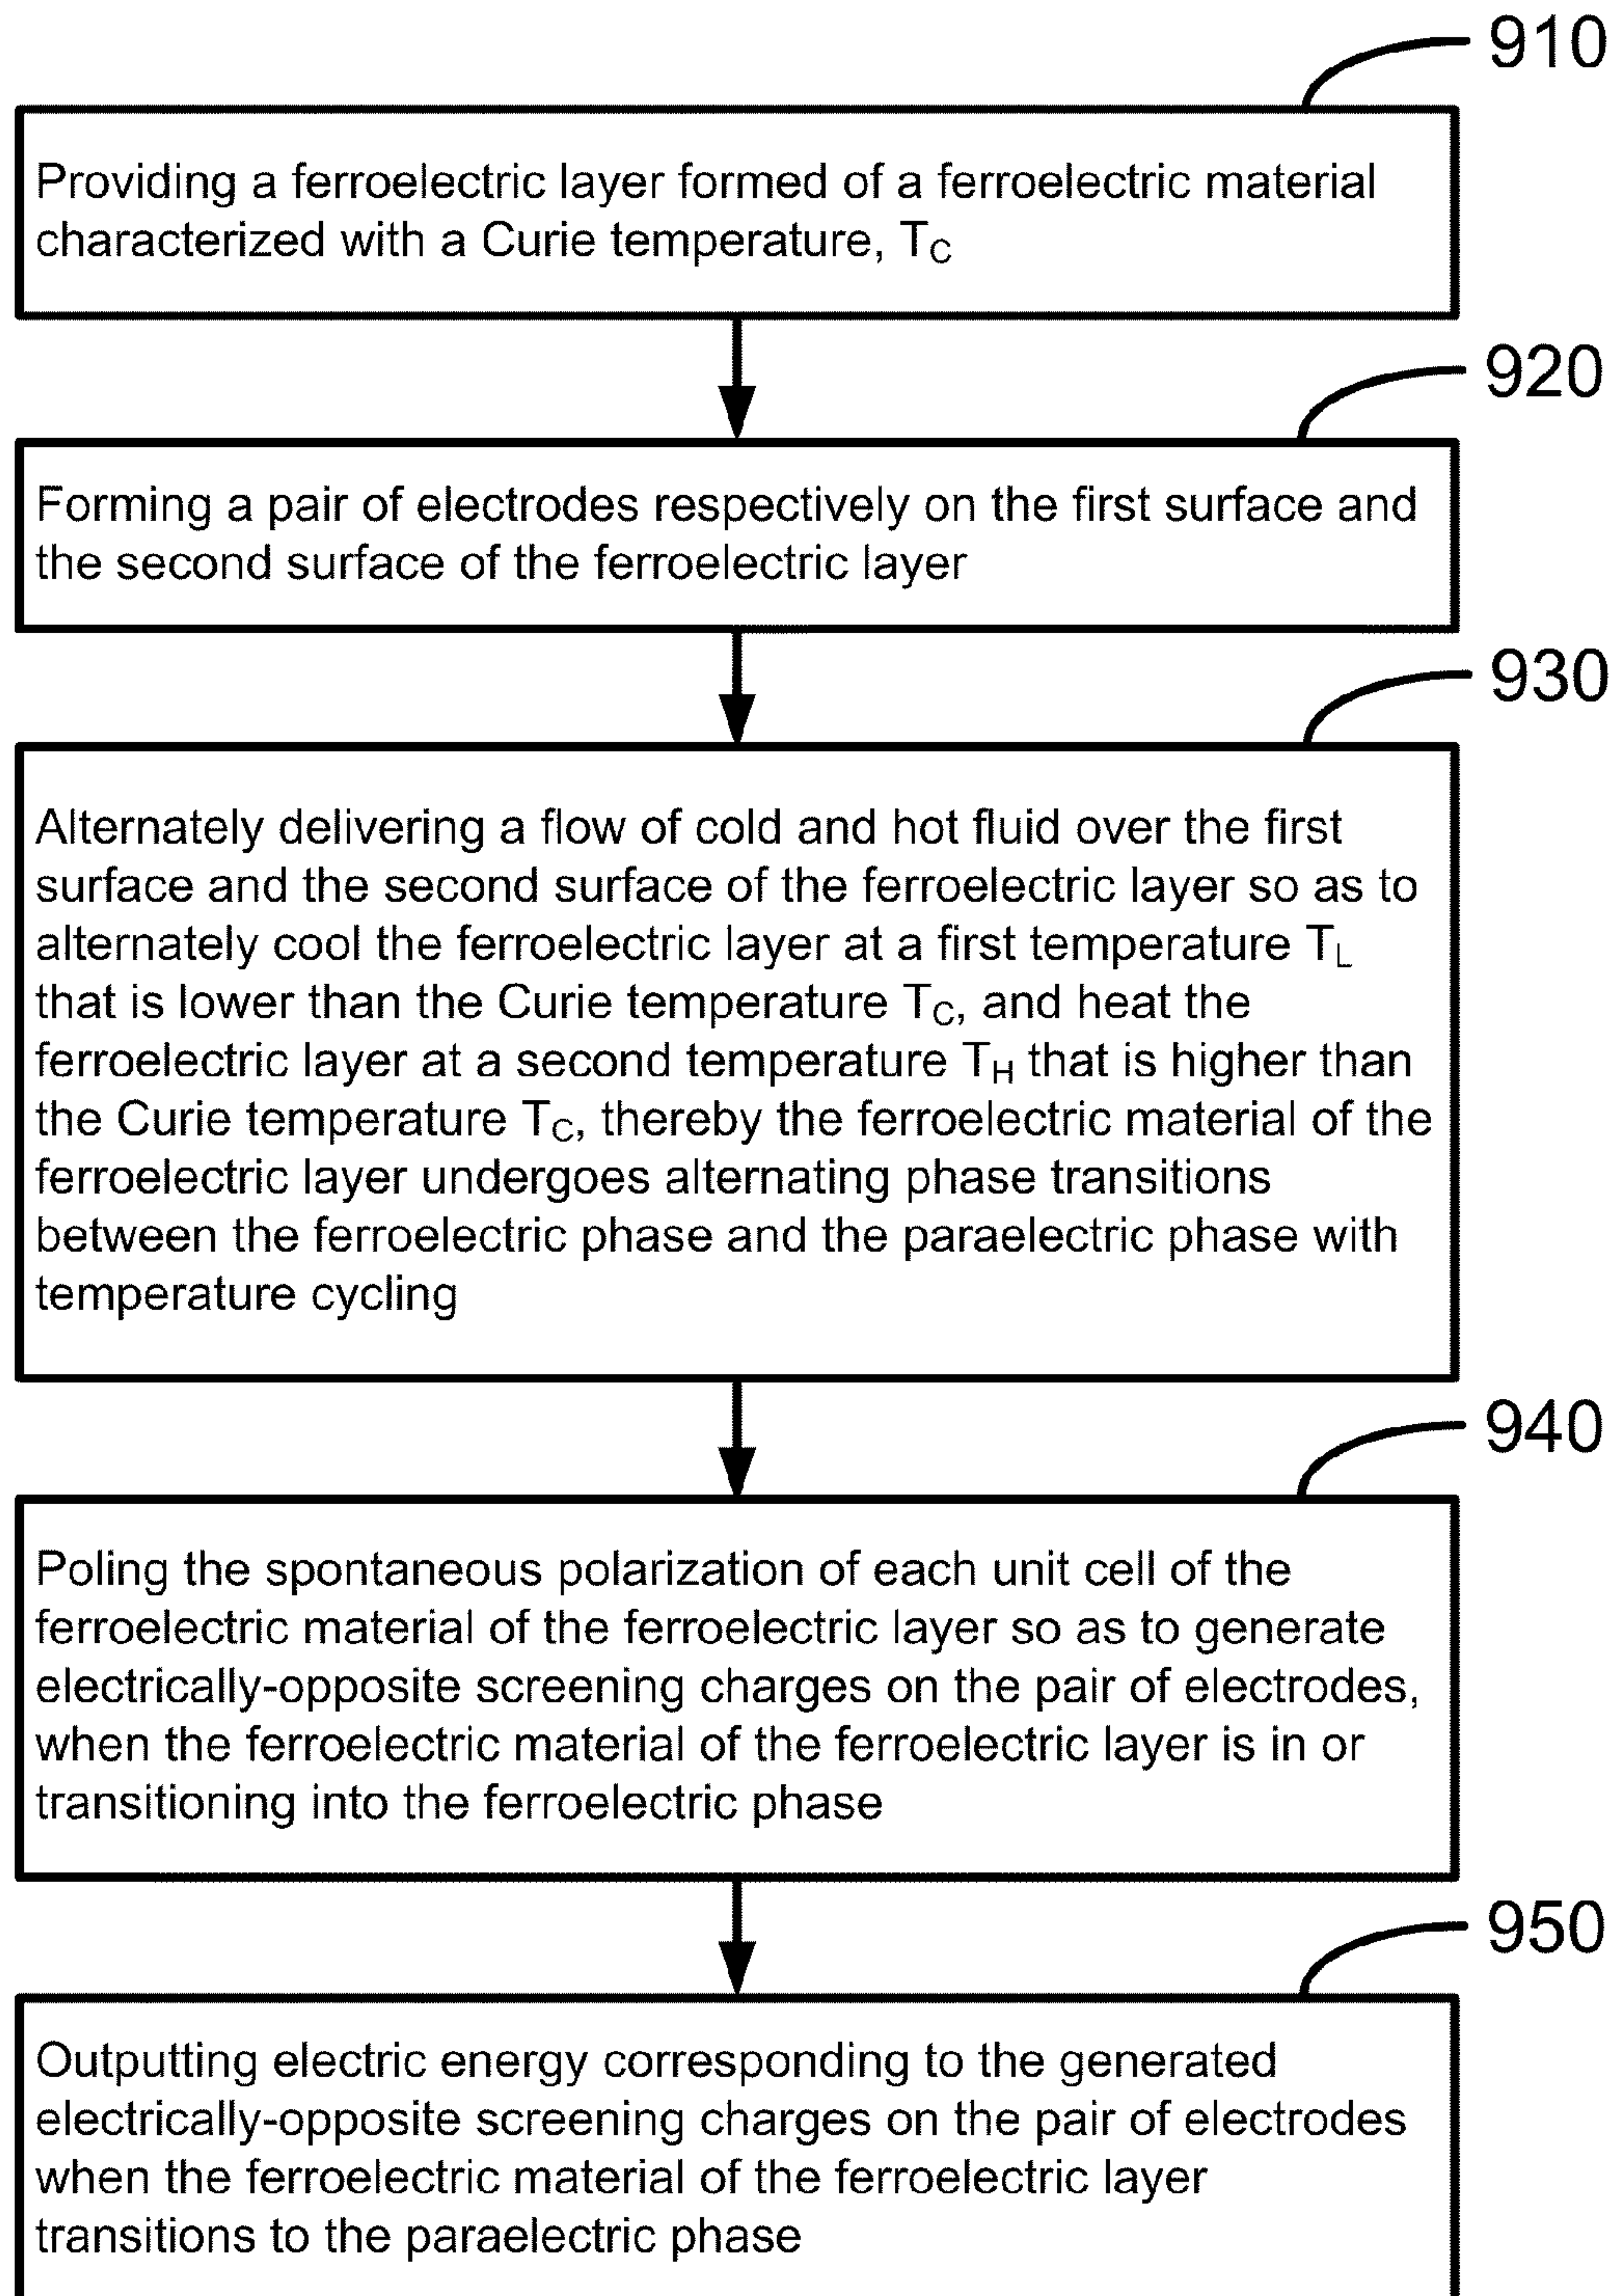 910
Providing a ferroelectric layer formed of a ferroelectric material
characterized with a Curie temperature, T_C
920
Forming a pair of electrodes respectively on the first surface and
the second surface of the ferroelectric layer
930
Alternately delivering a flow of cold and hot fluid over the first
surface and the second surface of the ferroelectric layer so as to
alternately cool the ferroelectric layer at a first temperature T_L
that is lower than the Curie temperature T_C, and heat the
ferroelectric layer at a second temperature T_H that is higher than
the Curie temperature T_C, thereby the ferroelectric material of the
ferroelectric layer undergoes alternating phase transitions
between the ferroelectric phase and the paraelectric phase with
temperature cycling
940
Poling the spontaneous polarization of each unit cell of the
ferroelectric material of the ferroelectric layer so as to generate
electrically-opposite screening charges on the pair of electrodes,
when the ferroelectric material of the ferroelectric layer is in or
transitioning into the ferroelectric phase
950
Outputting electric energy corresponding to the generated
electrically-opposite screening charges on the pair of electrodes
when the ferroelectric material of the ferroelectric layer
transitions to the paraelectric phase